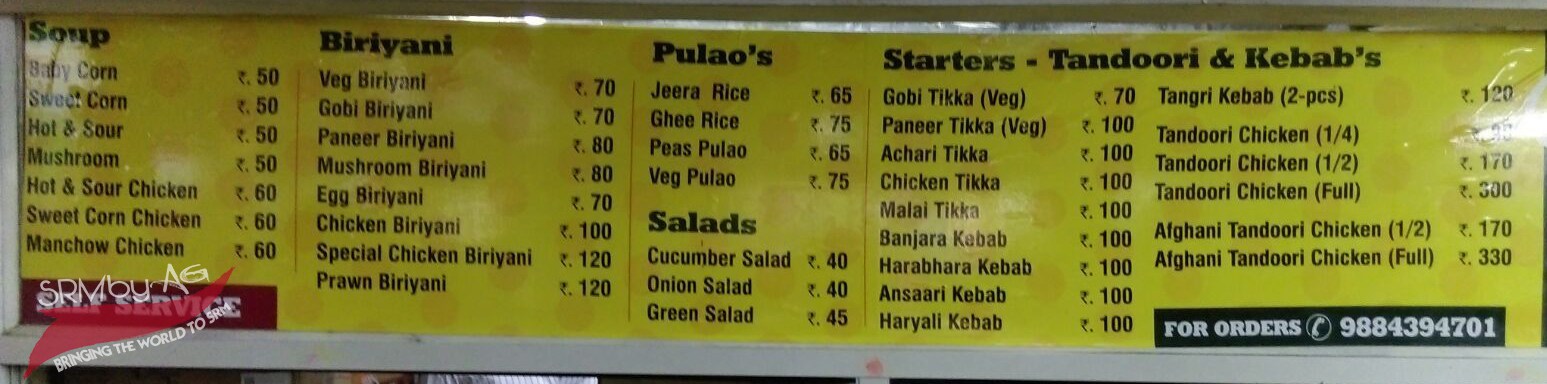 Soup
Baby Corn ₹. 50
Sweet Corn ₹. 50
Hot & Sour ₹. 50
Mushroom ₹. 50
Hot & Sour Chicken ₹. 60
Sweet Corn Chicken ₹. 60
Manchow Chicken ₹. 60
SELF SERVICE
SRM by AG
BRINGING THE WORLD TO SRM
Biriyani
Veg Biriyani ₹. 70
Gobi Biriyani ₹. 70
Paneer Biriyani ₹. 80
Mushroom Biriyani ₹. 80
Egg Biriyani ₹. 70
Chicken Biriyani ₹. 100
Special Chicken Biriyani ₹. 120
Prawn Biriyani ₹. 120
Pulao's
Jeera Rice ₹. 65
Ghee Rice ₹. 75
Peas Pulao ₹. 65
Veg Pulao ₹. 75
Salads
Cucumber Salad ₹. 40
Onion Salad ₹. 40
Green Salad ₹. 45
Starters - Tandoori & Kebab's
Gobi Tikka (Veg) ₹. 70
Paneer Tikka (Veg) ₹. 100
Achari Tikka ₹. 100
Chicken Tikka ₹. 100
Malai Tikka ₹. 100
Banjara Kebab ₹. 100
Harabhara Kebab ₹. 100
Ansaari Kebab ₹. 100
Haryali Kebab ₹. 100
Tangri Kebab (2-pcs) ₹. 120
Tandoori Chicken (1/4)
Tandoori Chicken (1/2) ₹. 170
Tandoori Chicken (Full) ₹. 300
Afghani Tandoori Chicken (1/2) ₹. 170
Afghani Tandoori Chicken (Full) ₹. 330
FOR ORDERS 9884394701